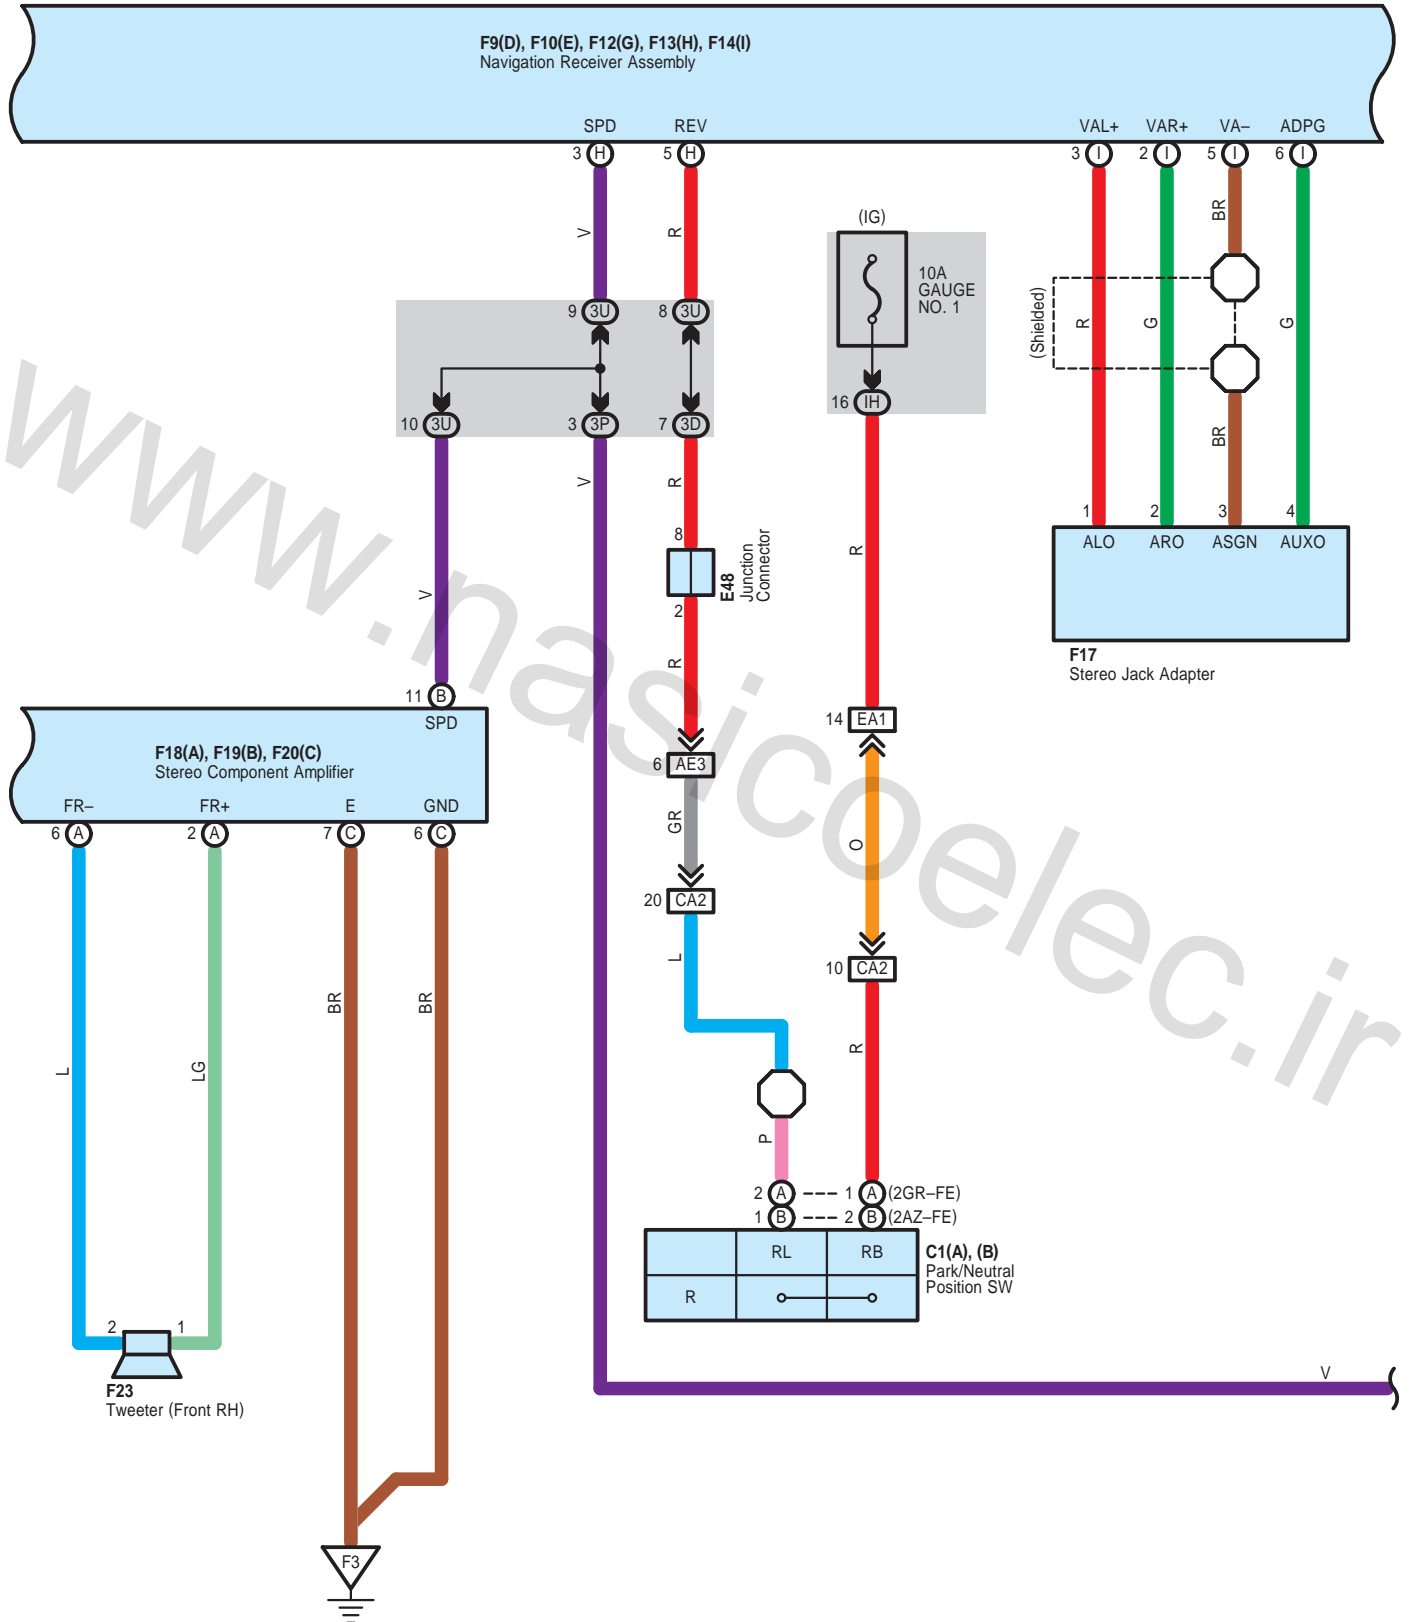 F9(D), F10(E), F12(G), F13(H), F14(I)
Navigation Receiver Assembly
SPD REV VAL+ VAR+ VA– ADPG
3 H 5 H 3 I 2 I 5 I 6 I
(IG)
10A
GAUGE
NO. 1
V R BR
9 3U 8 3U
(Shielded) R G G
16 IH
10 3U 3 3P 7 3D
V R BR
1 2 3 4
ALO ARO ASGN AUXO
F17
Stereo Jack Adapter
8
E48
Junction
Connector
2
V R R
11 B
SPD
F18(A), F19(B), F20(C)
Stereo Component Amplifier
FR– FR+ E GND
6 A 2 A 7 C 6 C
14 EA1
6 AE3
GR O
20 CA2
10 CA2
L R
L LG BR BR
P
2 A 1 A (2GR–FE)
1 B 2 B (2AZ–FE)
RL RB
R
C1(A), (B)
Park/Neutral
Position SW
2 1
F23
Tweeter (Front RH)
V
F3
www.nasicoelec.ir